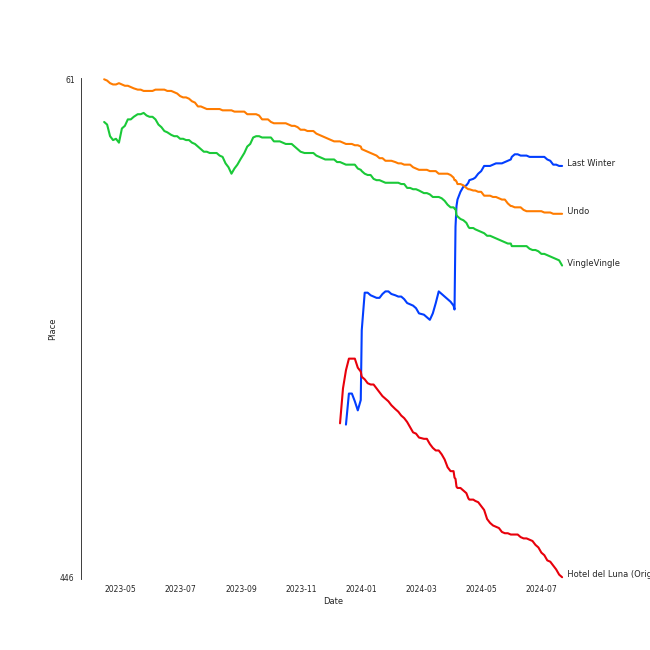 61
Last Winter
Undo
VingleVingle
Place
Hotel del Luna (Orig
446
2023-05 2023-07 2023-09 2023-11 2024-01 2024-03 2024-05 2024-07
Date